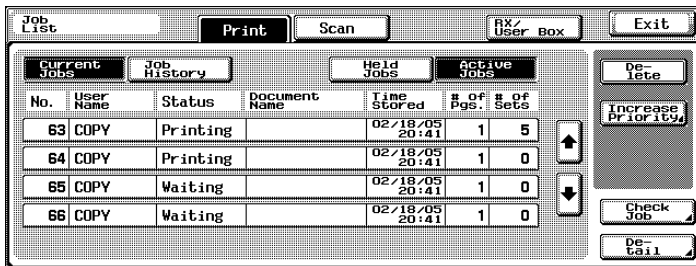 Job List
Print
Scan
RX/ User Box
Exit
Current Jobs
Job History
Held Jobs
Active Jobs
De-
lete
No. User Name Status Document Name Time Stored # of Pgs. # of Sets
Increase Priority
63 COPY Printing 02/18/05 20:41 1 5
64 COPY Printing 02/18/05 20:41 1 0
65 COPY Waiting 02/18/05 20:41 1 0
66 COPY Waiting 02/18/05 20:41 1 0
Check Job
De-
tail